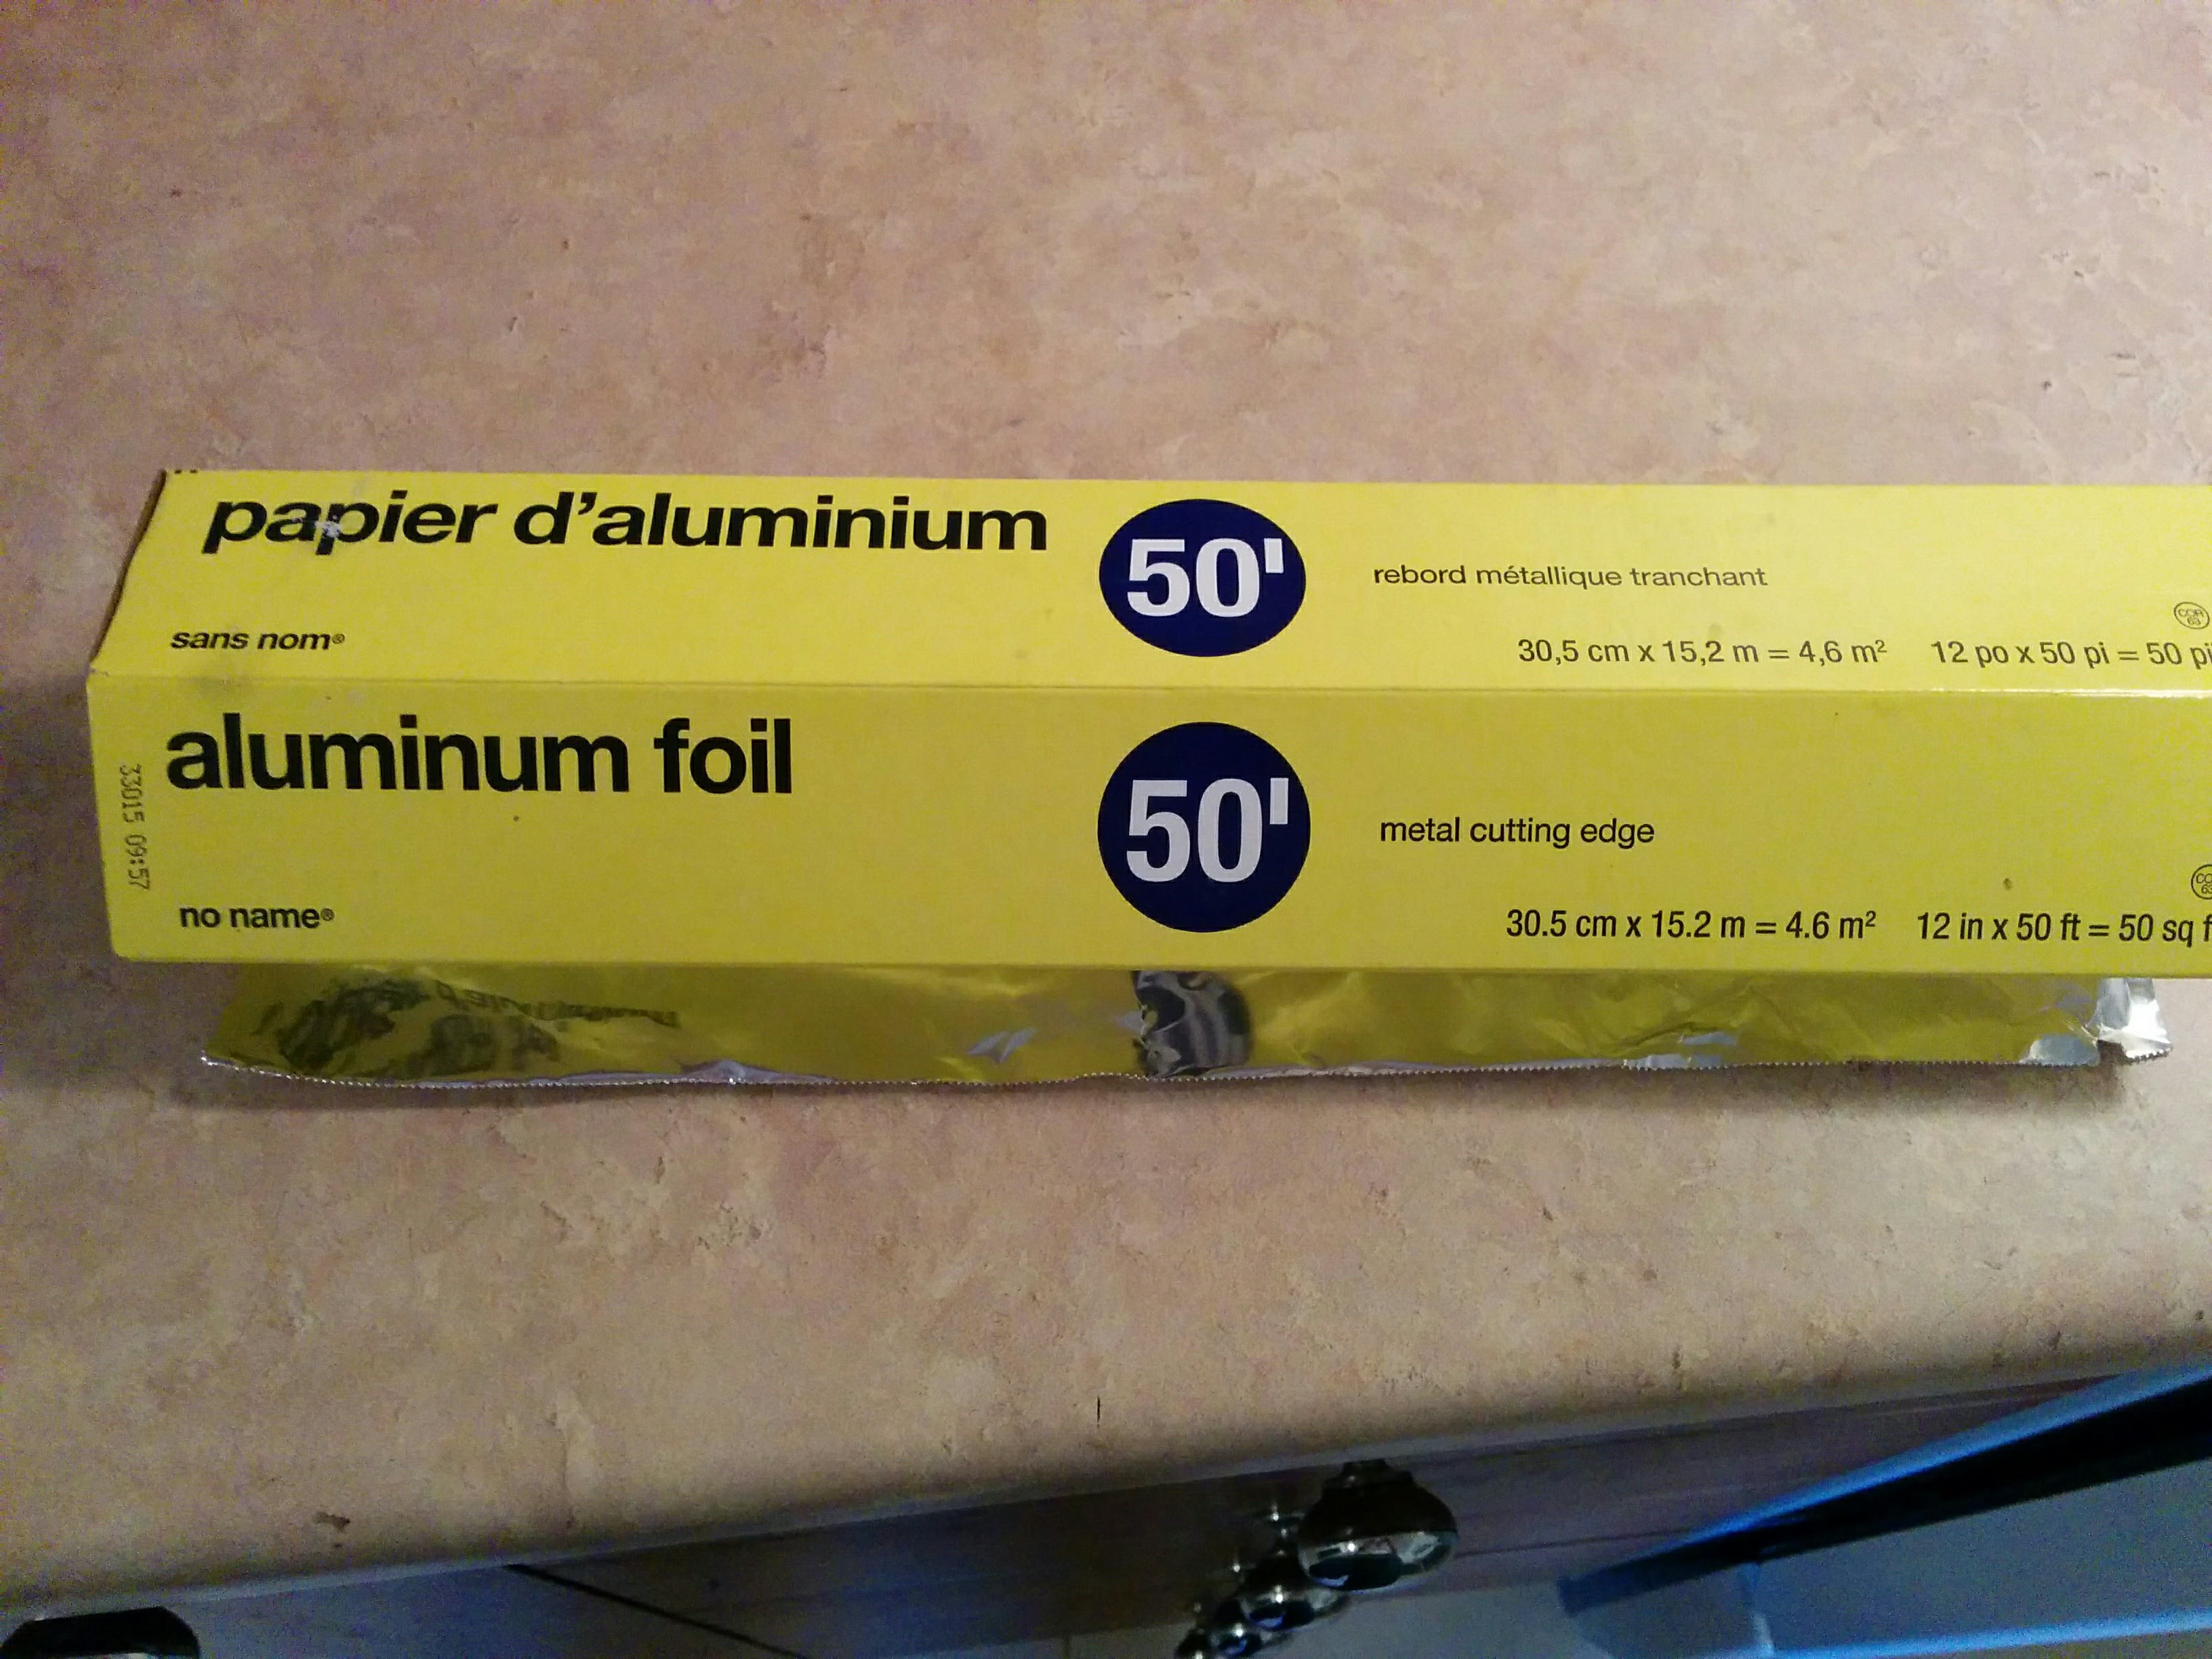 papier d'aluminium
50'
rebord métallique tranchant
sans nom®
COR
63
30,5 cm x 15,2 m = 4,6 m² 12 po x 50 pi = 50 pi
aluminum foil
50'
metal cutting edge
33015 09:57
no name®
30.5 cm x 15.2 m = 4.6 m² 12 in x 50 ft = 50 sq f